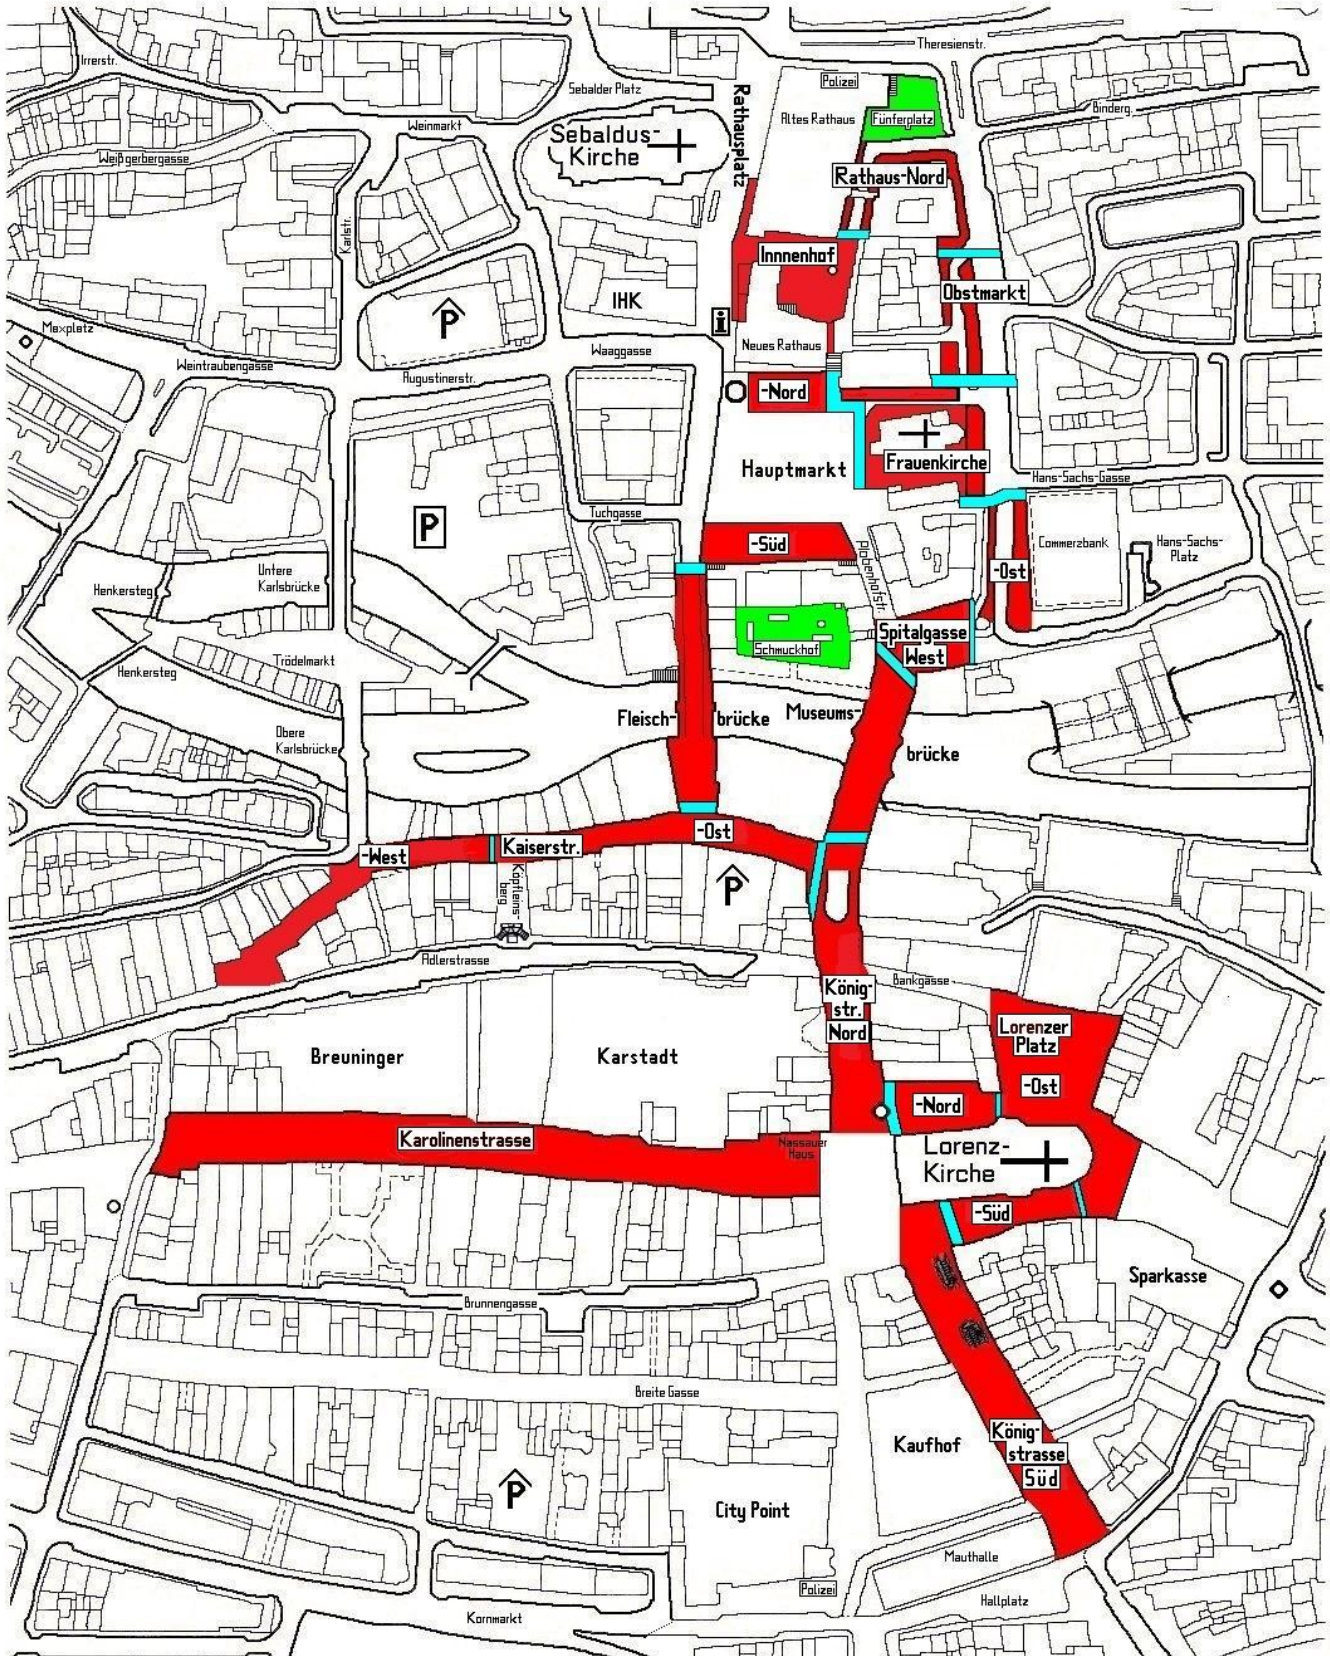 Theresienstr.
Irrerstr.
Polizei
Sebalder Platz
Rathausplatz
Binderg.
Altes Rathaus
Fünferplatz
Weinmarkt
Sebaldus-
Kirche
Weißgerbergasse
Rathaus-Nord
Karlstr.
Innnenhof
Obstmarkt
IHK
P
i
Maxplatz
Neues Rathaus
Waaggasse
Weintraubengasse
Augustinerstr.
-Nord
Hauptmarkt
Frauenkirche
Hans-Sachs-Gasse
Tuchgasse
P
-Süd
Plobenhofstr.
Commerzbank
Hans-Sachs-
Platz
-Ost
Untere
Karlsbrücke
Henkersteg
Spitalgasse
West
Schmuckhof
Trödelmarkt
Henkersteg
Fleisch-
brücke
Museums-
brücke
Obere
Karlsbrücke
-Ost
Kaiserstr.
-West
Köpfleins-
berg
P
Adlerstrasse
Bankgasse
König-
str.
Nord
Lorenzer
Platz
-Ost
Breuninger
Karstadt
-Nord
Karolinenstrasse
Nassauer
Haus
Lorenz-
Kirche
-Süd
Sparkasse
Brunnengasse
Breite Gasse
König-
strasse
Süd
Kaufhof
P
City Point
Mauthalle
Polizei
Hallplatz
Kornmarkt